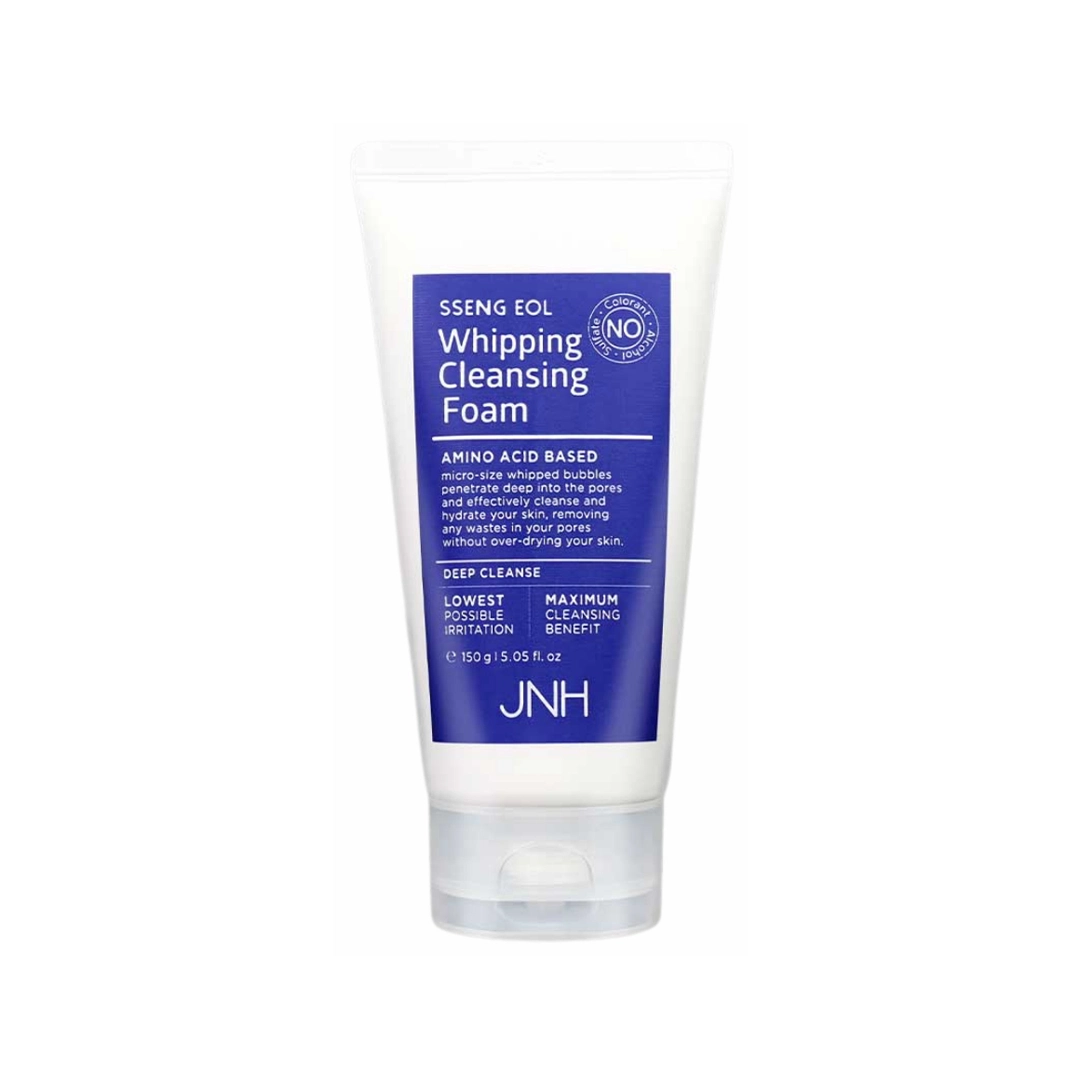 SSENG EOL
Whipping
Cleansing
Foam
NO
Colorant · Alcohol · Sulfate ·
AMINO ACID BASED
micro-size whipped bubbles
penetrate deep into the pores
and effectively cleanse and
hydrate your skin, removing
any wastes in your pores
without over-drying your skin.
DEEP CLEANSE
LOWEST
POSSIBLE
IRRITATION
MAXIMUM
CLEANSING
BENEFIT
℮ 150 g | 5.05 fl. oz
JNH